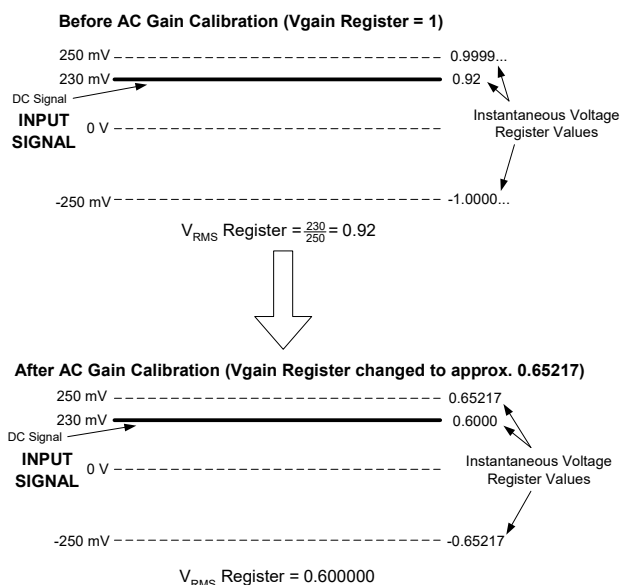 Before AC Gain Calibration (Vgain Register = 1)
250 mV
0.9999...
230 mV
0.92
DC Signal
INPUT
SIGNAL
0 V
Instantaneous Voltage
Register Values
-250 mV
-1.0000...
VRMS Register = 230/250 = 0.92
After AC Gain Calibration (Vgain Register changed to approx. 0.65217)
250 mV
0.65217
230 mV
0.6000
DC Signal
INPUT
SIGNAL
0 V
Instantaneous Voltage
Register Values
-250 mV
-0.65217
VRMS Register = 0.600000